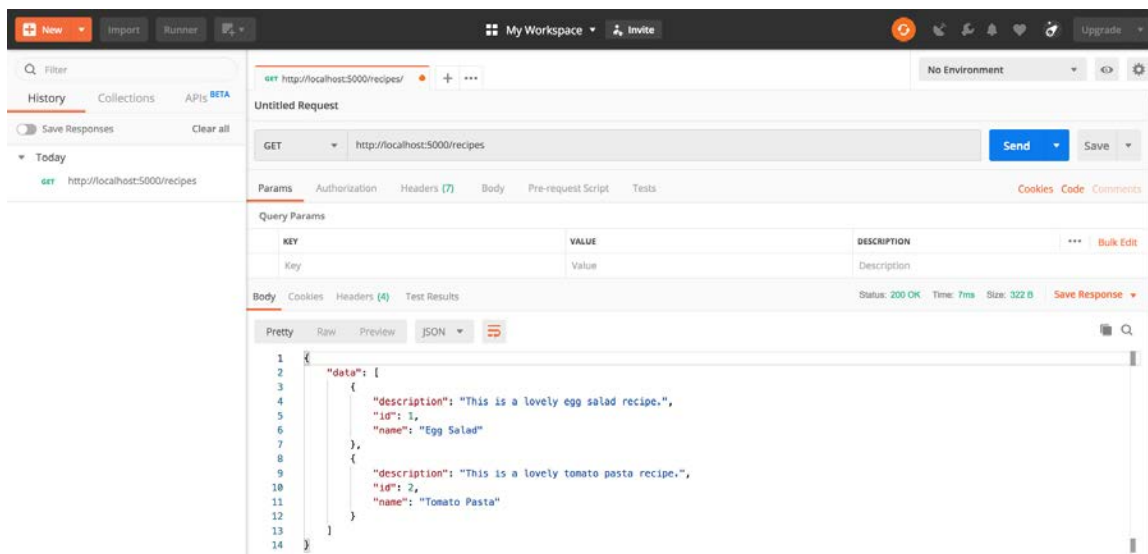 New Import Runner My Workspace Invite Upgrade
Filter
History Collections APIs BETA
Save Responses Clear all
Today
GET http://localhost:5000/recipes
GET http://localhost:5000/recipes/ + ••• No Environment
Untitled Request
GET http://localhost:5000/recipes Send Save
Params Authorization Headers (7) Body Pre-request Script Tests Cookies Code Comments
Query Params
KEY VALUE DESCRIPTION ••• Bulk Edit
Key Value Description
Body Cookies Headers (4) Test Results Status: 200 OK Time: 7ms Size: 322 B Save Response
Pretty Raw Preview JSON
1 {
2 "data": [
3 {
4 "description": "This is a lovely egg salad recipe.",
5 "id": 1,
6 "name": "Egg Salad"
7 },
8 {
9 "description": "This is a lovely tomato pasta recipe.",
10 "id": 2,
11 "name": "Tomato Pasta"
12 }
13 ]
14 }